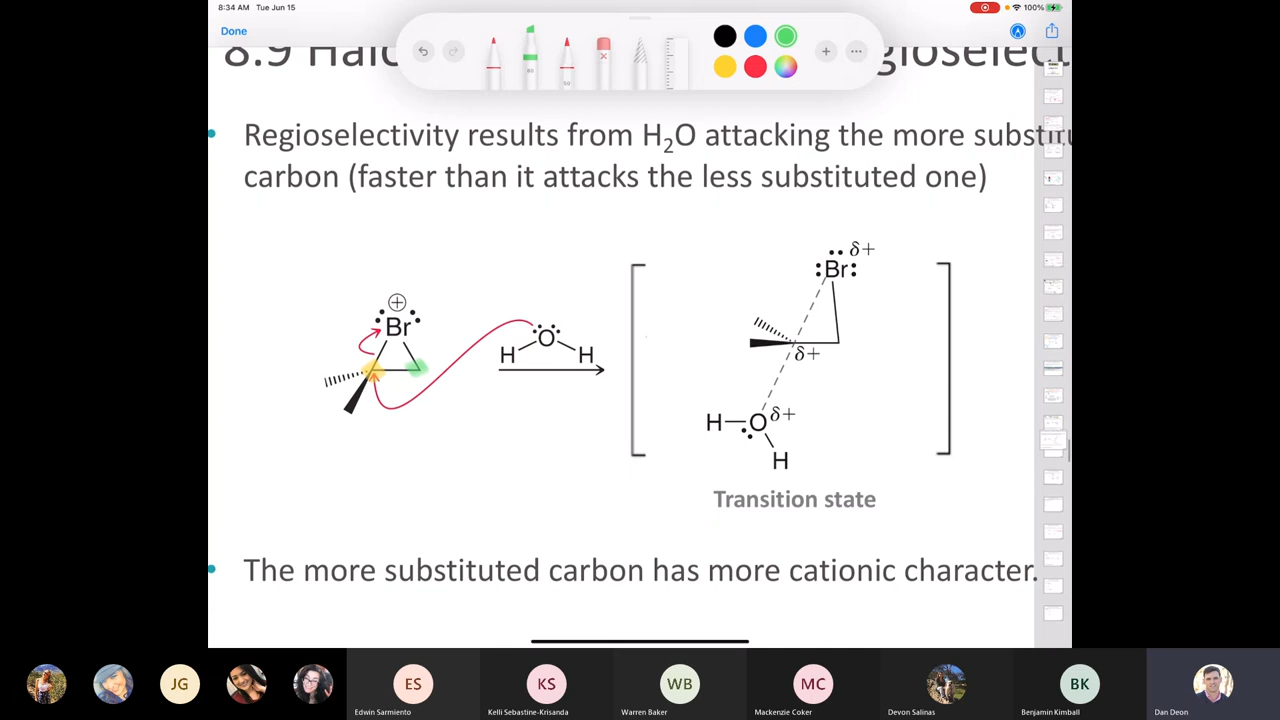 8:34 AM Tue Jun 15
100%
Done
8.9 Halo
gioselect
Regioselectivity results from H₂O attacking the more substitu
carbon (faster than it attacks the less substituted one)
δ+
Br
Br
O
H H
δ+
H O δ+
H
Transition state
The more substituted carbon has more cationic character.
JG ES KS WB MC BK
Edwin Sarmiento Kelli Sebastine-Krisanda Warren Baker Mackenzie Coker Devon Salinas Benjamin Kimball Dan Deon